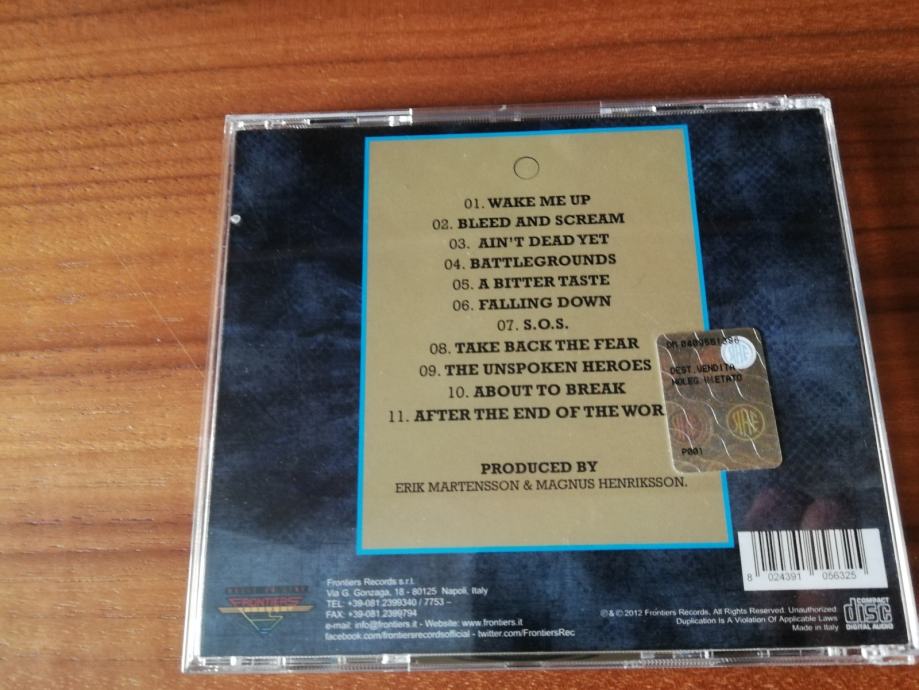 01. WAKE ME UP
02. BLEED AND SCREAM
03. AIN'T DEAD YET
04. BATTLEGROUNDS
05. A BITTER TASTE
06. FALLING DOWN
07. S.O.S.
08. TAKE BACK THE FEAR
09. THE UNSPOKEN HEROES
10. ABOUT TO BREAK
11. AFTER THE END OF THE WOR
DEST.VENDITA
NOLEG.VIETATO
SIAE
P001
PRODUCED BY
ERIK MARTENSSON & MAGNUS HENRIKSSON.
8 024391 056325
FRONTIERS
Frontiers Records s.r.l.
Via G. Gonzaga, 18 - 80125 Napoli, Italy
TEL: +39-081.2399340 / 7753 –
FAX: +39-081.2399794
e-mail: info@frontiers.it - Website: www.frontiers.it
facebook.com/frontiersrecordsofficial - twitter.com/FrontiersRec
℗ & © 2012 Frontiers Records, All Rights Reserved. Unauthorized
Duplication Is A Violation Of Applicable Laws
Made in Italy
COMPACT
disc
DIGITAL AUDIO